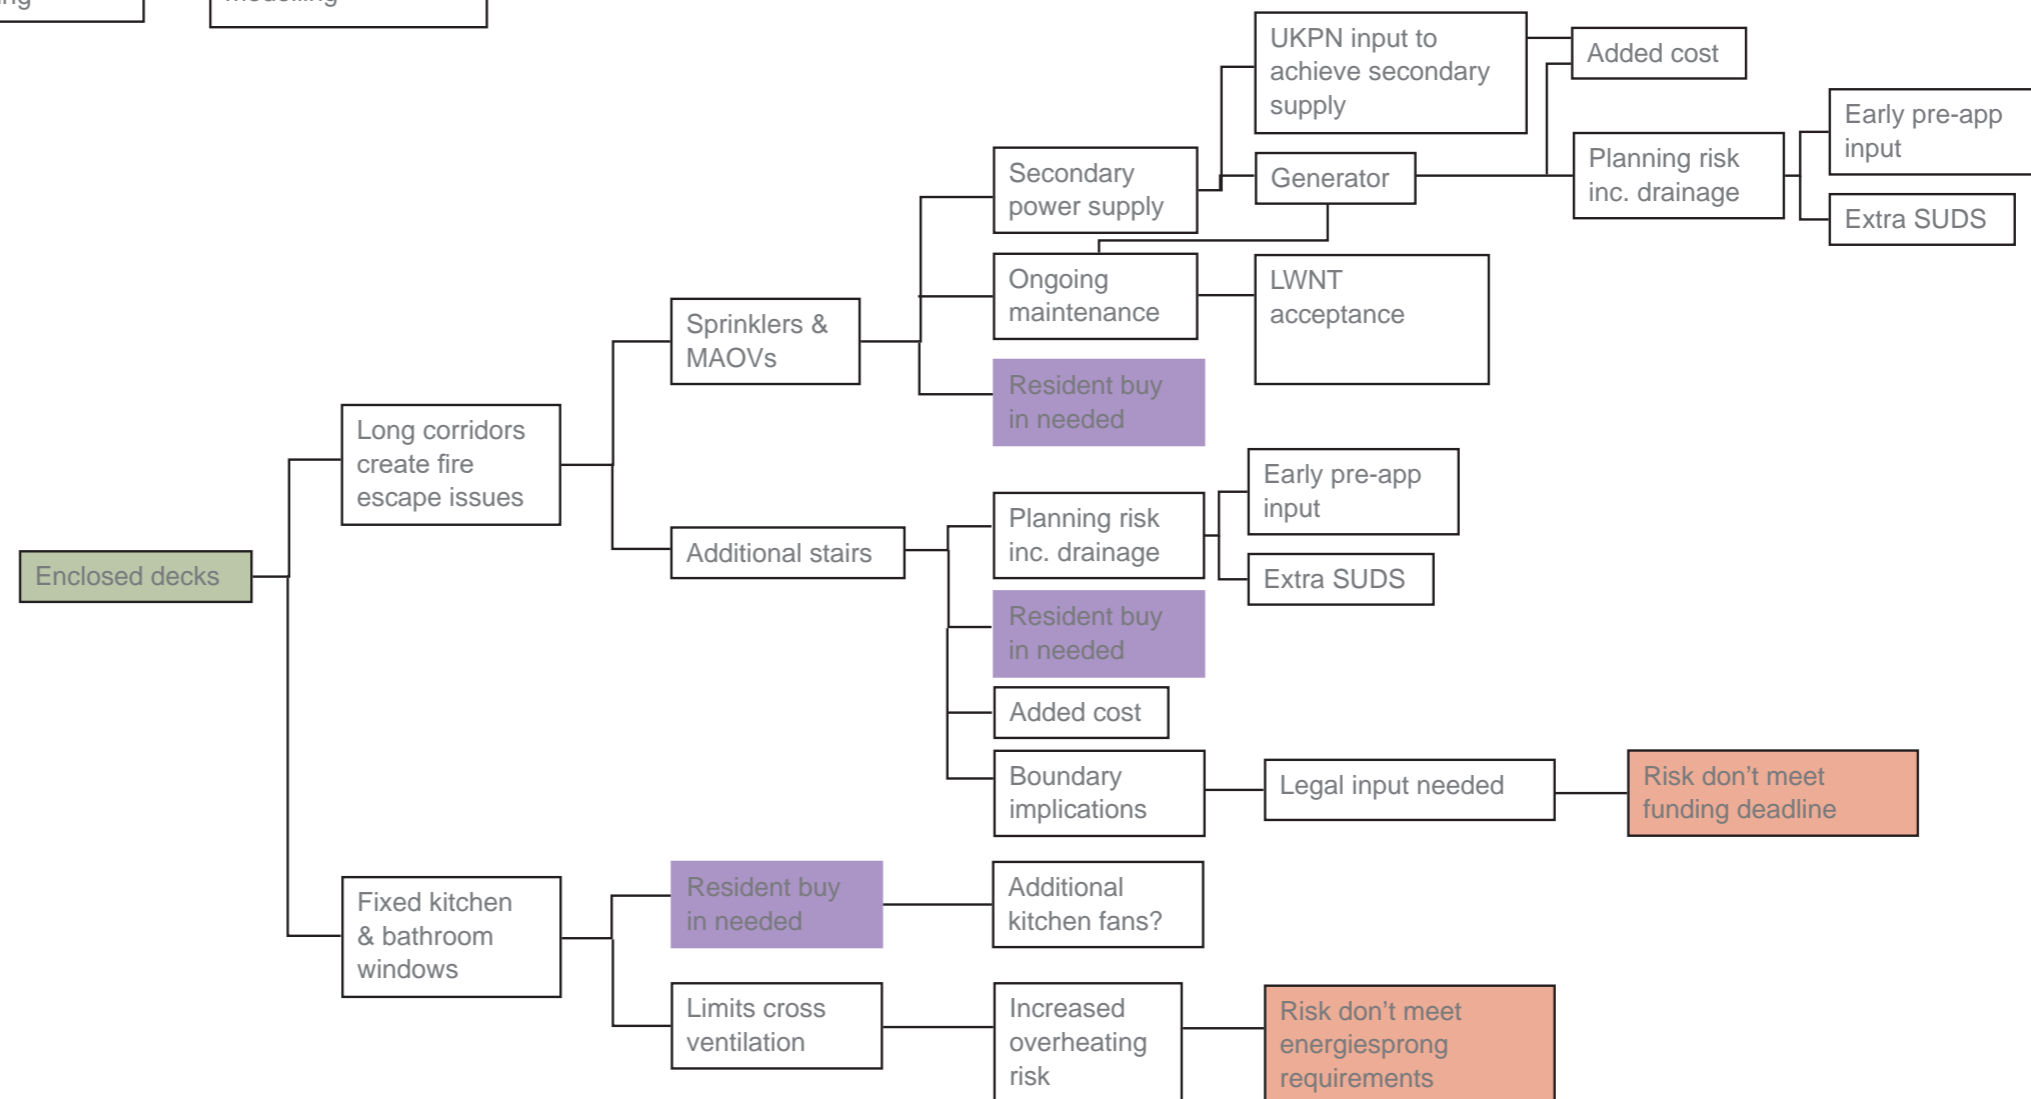 modelling
UKPN input to
achieve secondary
supply
Added cost
Early pre-app
input
Planning risk
inc. drainage
Extra SUDS
Secondary
power supply
Generator
Ongoing
maintenance
LWNT
acceptance
Sprinklers &
MAOVs
Resident buy
in needed
Long corridors
create fire
escape issues
Early pre-app
input
Planning risk
inc. drainage
Additional stairs
Extra SUDS
Enclosed decks
Resident buy
in needed
Added cost
Boundary
implications
Legal input needed
Risk don't meet
funding deadline
Fixed kitchen
& bathroom
windows
Resident buy
in needed
Additional
kitchen fans?
Limits cross
ventilation
Increased
overheating
risk
Risk don't meet
energiesprong
requirements